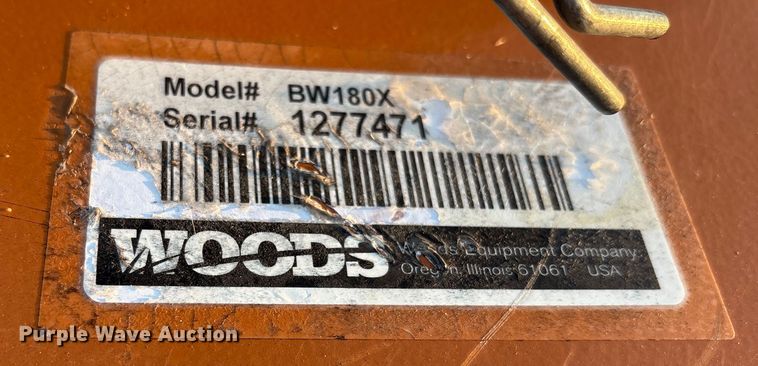 Model# BW180X
Serial# 1277471
WOODS
Woods Equipment Company
Oregon, Illinois 61061 USA
Purple Wave Auction